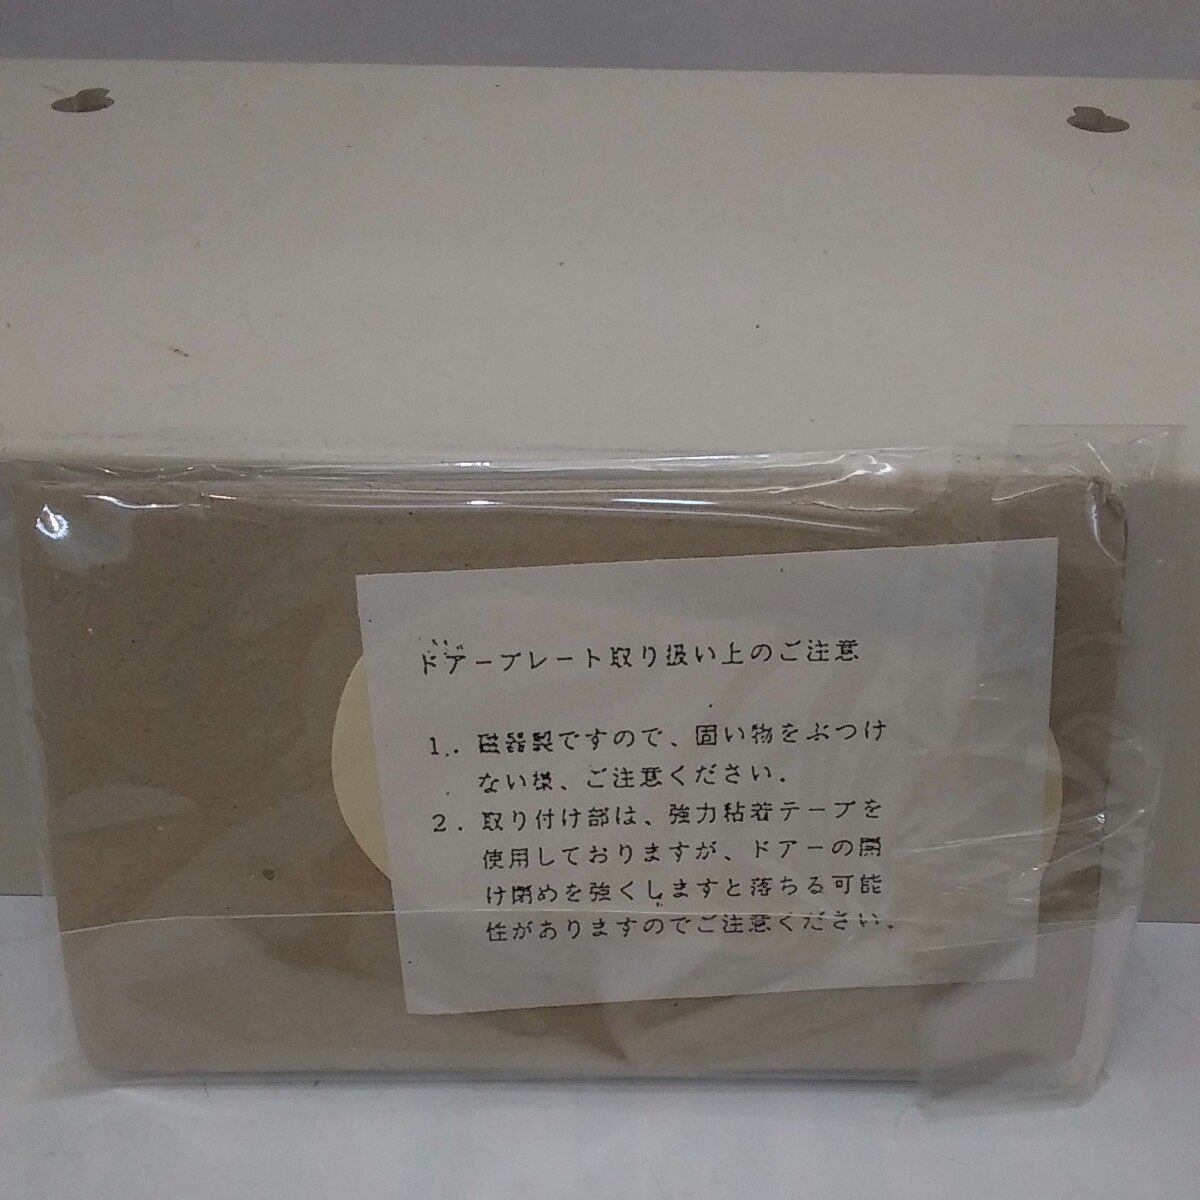 ドアープレート取り扱い上のご注意
1.. 磁器製ですので、固い物をぶつけ
ない様、ご注意ください.
2. 取り付け部は、強力粘着テープを
使用しておりますが、ドアーの開
け閉めを強くしますと落ちる可能
性がありますのでご注意ください.